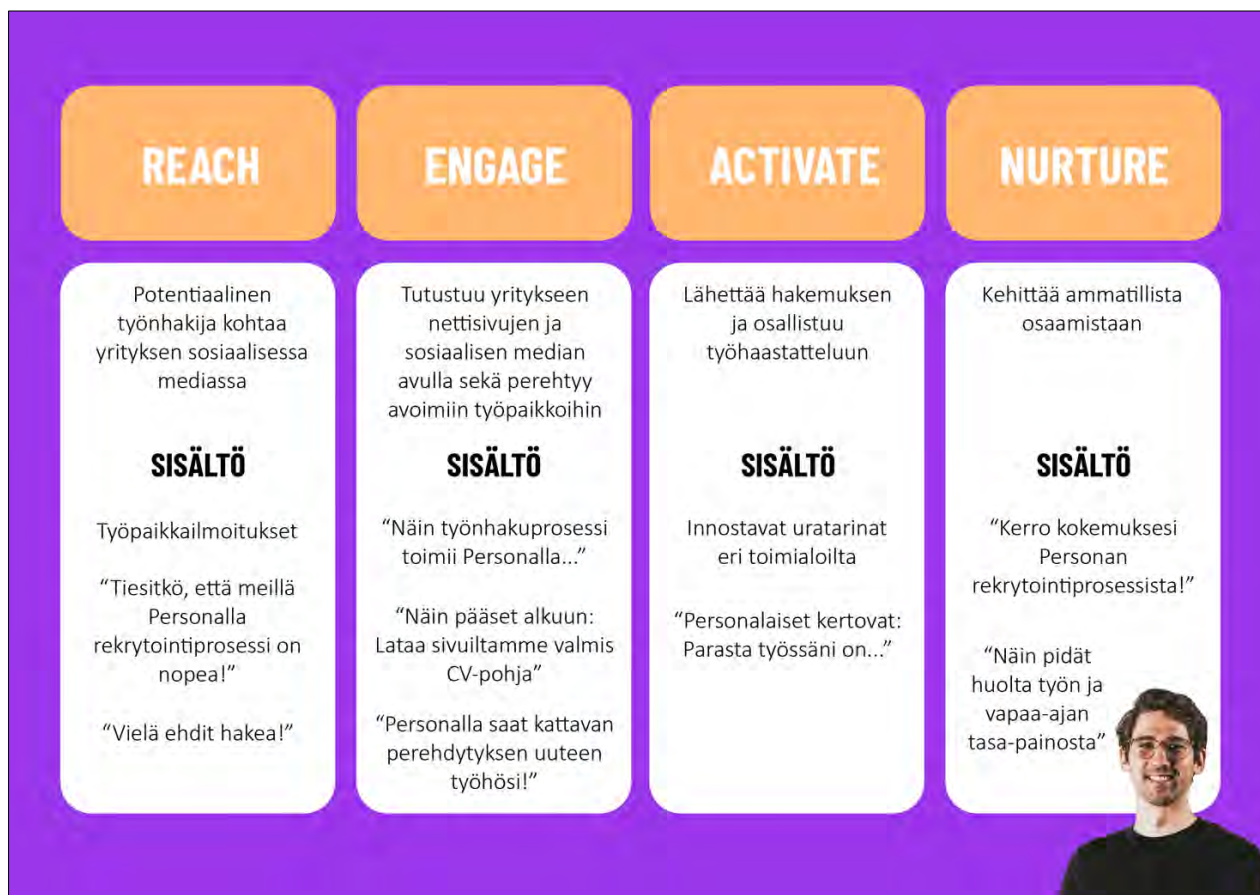 REACH
Potentiaalinen
työnhakija kohtaa
yrityksen sosiaalisessa
mediassa
SISÄLTÖ
Työpaikkailmoitukset
“Tiesitkö, että meillä
Personalla
rekrytointiprosessi on
nopea!”
“Vielä ehdit hakea!”
ENGAGE
Tutustuu yritykseen
nettisivujen ja
sosiaalisen median
avulla sekä perehtyy
avoimiin työpaikkoihin
SISÄLTÖ
“Näin työnhakuprosessi
toimii Personalla...”
“Näin pääset alkuun:
Lataa sivuiltamme valmis
CV-pohja”
“Personalla saat kattavan
perehdytyksen uuteen
työhösi!”
ACTIVATE
Lähettää hakemuksen
ja osallistuu
työhaastatteluun
SISÄLTÖ
Innostavat uratarinat
eri toimialoilta
“Personalaiset kertovat:
Parasta työssäni on...”
NURTURE
Kehittää ammatillista
osaamistaan
SISÄLTÖ
“Kerro kokemuksesi
Personan
rekrytointiprosessista!”
“Näin pidät
huolta työn ja
vapaa-ajan
tasa-painosta”